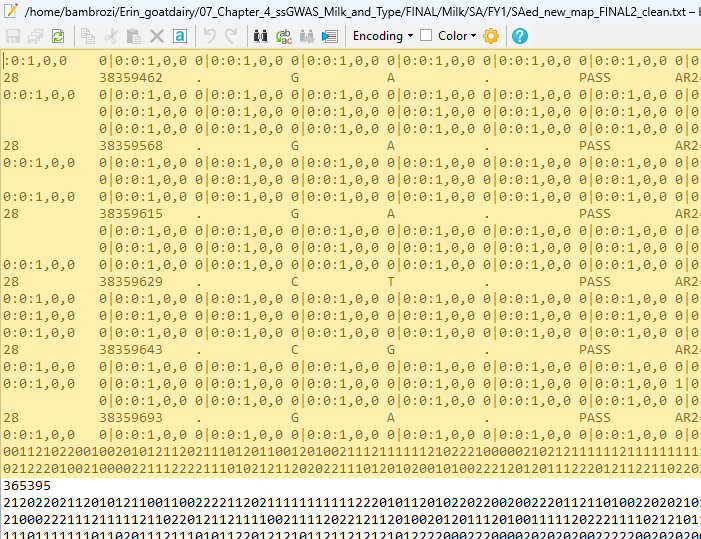 /home/bambrozi/Erin_goatdairy/07_Chapter_4_ssGWAS_Milk_and_Type/FINAL/Milk/SA/FY1/SAed_new_map_FINAL2_clean.txt –
Encoding Color
:0:0:1,0,0 0|0:0:1,0,0 0|0:0:1,0,0 0|0:0:1,0,0 0|0:0:1,0,0 0|0:0:1,0,0 0|0:0:1,0,0 0|0
28 38359462 . G A . PASS AR2=
0:0:1,0,0 0|0:0:1,0,0 0|0:0:1,0,0 0|0:0:1,0,0 0|0:0:1,0,0 0|0:0:1,0,0 0|0:0:1,0,0 0|0
0|0:0:1,0,0 0|0:0:1,0,0 0|0:0:1,0,0 0|0:0:1,0,0 0|0:0:1,0,0 0|0:0:1,0,0 0|0
0|0:0:1,0,0 0|0:0:1,0,0 0|0:0:1,0,0 0|0:0:1,0,0 0|0:0:1,0,0 0|0:0:1,0,0 0|0
28 38359568 . G A . PASS AR2=
0:0:1,0,0 0|0:0:1,0,0 0|0:0:1,0,0 0|0:0:1,0,0 0|0:0:1,0,0 0|0:0:1,0,0 0|0:0:1,0,0 0|0
0|0:0:1,0,0 0|0:0:1,0,0 0|0:0:1,0,0 0|0:0:1,0,0 0|0:0:1,0,0 0|0:0:1,0,0 0|0
0:0:1,0,0 0|0:0:1,0,0 0|0:0:1,0,0 0|0:0:1,0,0 0|0:0:1,0,0 0|0:0:1,0,0 0|0:0:1,0,0 0|0
28 38359615 . G A . PASS AR2=
0|0:0:1,0,0 0|0:0:1,0,0 0|0:0:1,0,0 0|0:0:1,0,0 0|0:0:1,0,0 0|0:0:1,0,0 0|0
0|0:0:1,0,0 0|0:0:1,0,0 0|0:0:1,0,0 0|0:0:1,0,0 0|0:0:1,0,0 0|0:0:1,0,0 0|0
0:0:1,0,0 0|0:0:1,0,0 0|0:0:1,0,0 0|0:0:1,0,0 0|0:0:1,0,0 0|0:0:1,0,0 0|0:0:1,0,0 0|0
28 38359629 . C T . PASS AR2=
0:0:1,0,0 0|0:0:1,0,0 0|0:0:1,0,0 0|0:0:1,0,0 0|0:0:1,0,0 0|0:0:1,0,0 0|0:0:1,0,0 0|0
0:0:1,0,0 0|0:0:1,0,0 0|0:0:1,0,0 0|0:0:1,0,0 0|0:0:1,0,0 0|0:0:1,0,0 0|0:0:1,0,0 0|0
0:0:1,0,0 0|0:0:1,0,0 0|0:0:1,0,0 0|0:0:1,0,0 0|0:0:1,0,0 0|0:0:1,0,0 0|0:0:1,0,0 0|0
28 38359643 . C G . PASS AR2=
0:0:1,0,0 0|0:0:1,0,0 0|0:0:1,0,0 0|0:0:1,0,0 0|0:0:1,0,0 0|0:0:1,0,0 0|0:0:1,0,0 0|0
0:0:1,0,0 0|0:0:1,0,0 0|0:0:1,0,0 0|0:0:1,0,0 0|0:0:1,0,0 0|0:0:1,0,0 0|0:0:1,0,0 1|0
0|0:0:1,0,0 0|0:0:1,0,0 0|0:0:1,0,0 0|0:0:1,0,0 0|0:0:1,0,0 0|0:0:1,0,0 0|0
28 38359693 . G A . PASS AR2=
0:0:1,0,0 0|0:0:1,0,0 0|0:0:1,0,0 0|0:0:1,0,0 0|0:0:1,0,0 0|0:0:1,0,0 0|0:0:1,0,0 0|0
365395